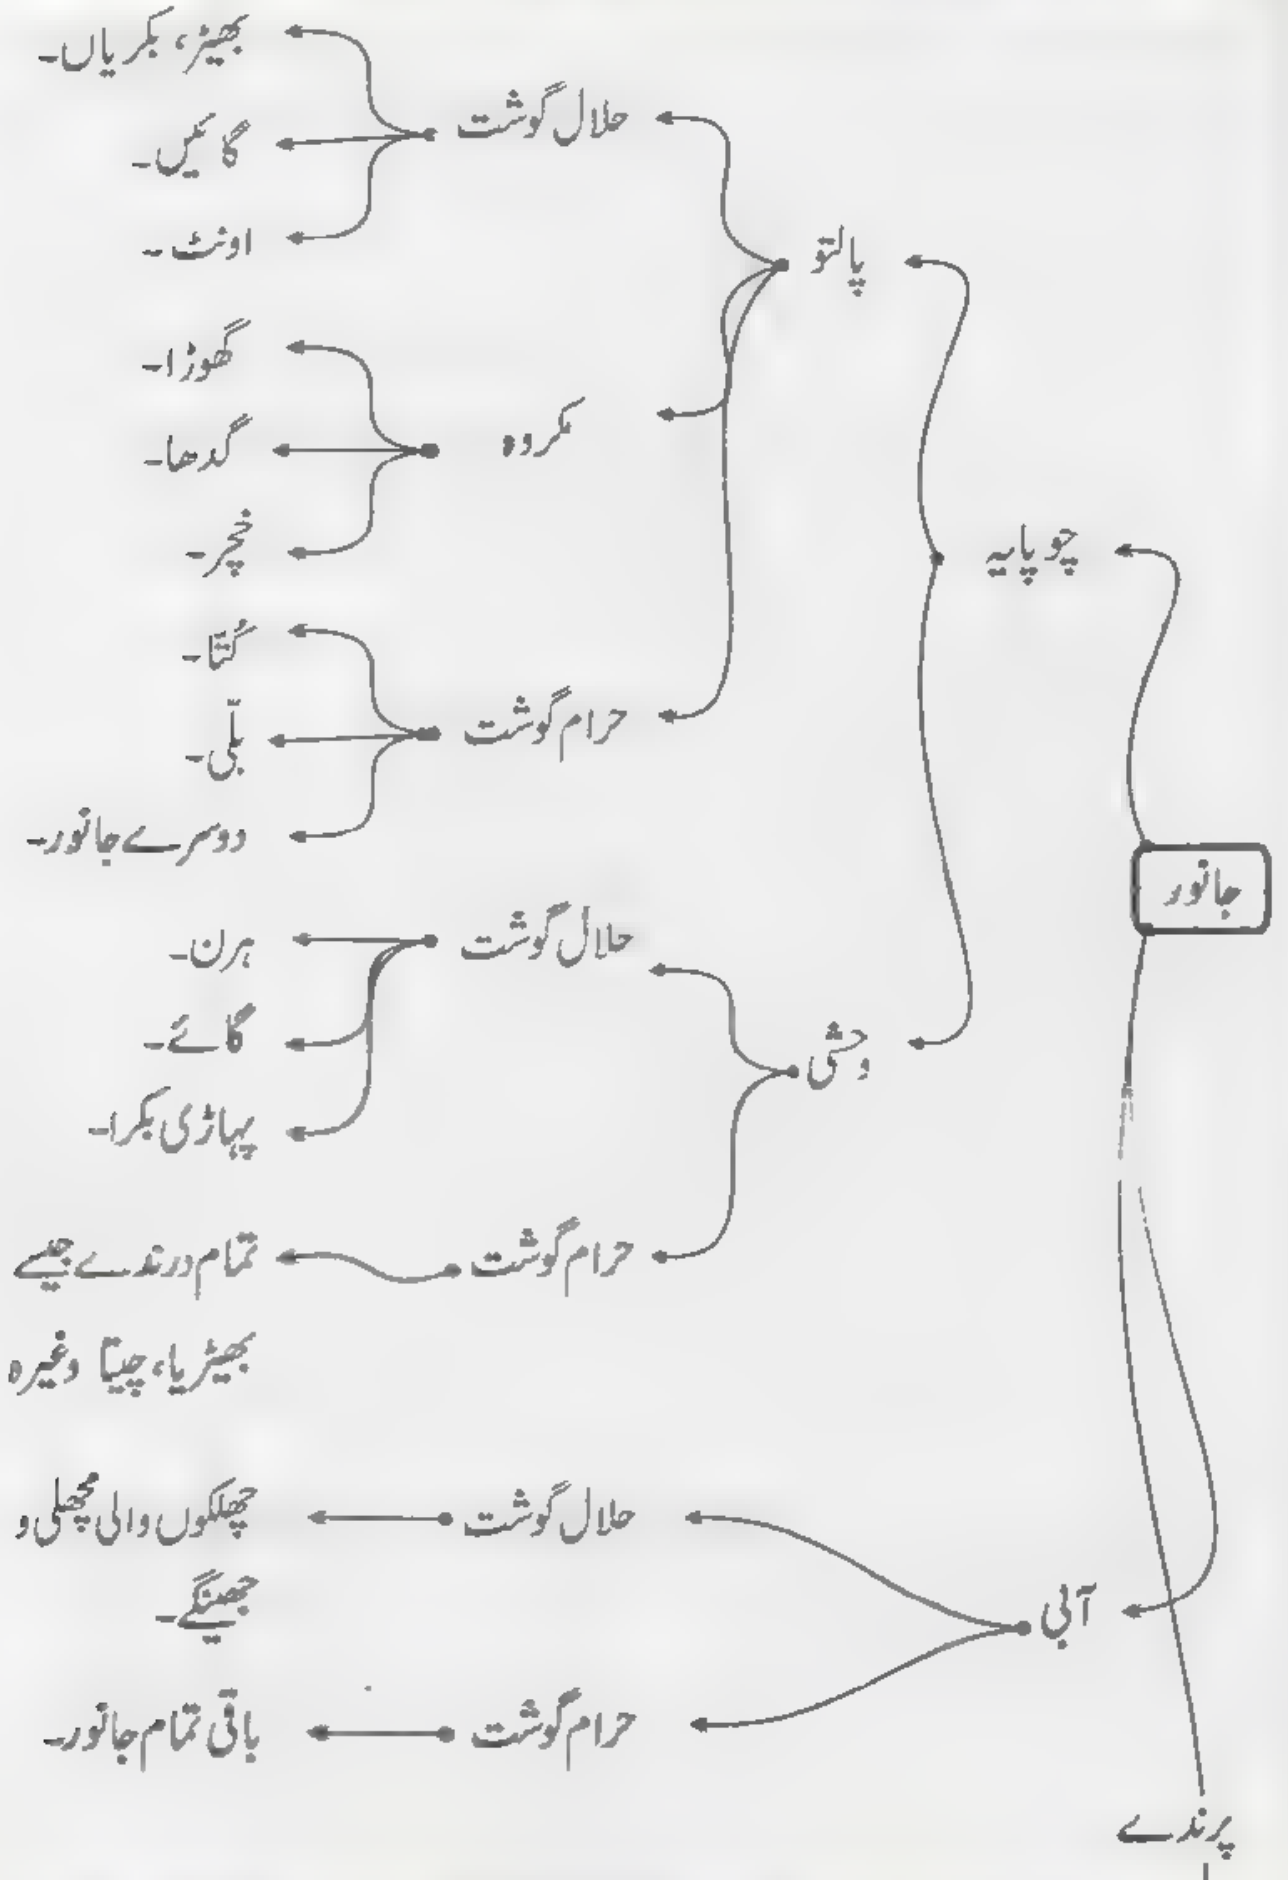 جانور
چوپایہ
پالتو
حلال گوشت
بھیڑ، بکریاں۔
گائیں۔
اونٹ۔
مکروہ
گھوڑا۔
گدھا۔
خچر۔
حرام گوشت
کُتّا۔
بلّی۔
دوسرے جانور۔
وحشی
حلال گوشت
ہرن۔
گائے۔
پہاڑی بکرا۔
حرام گوشت
تمام درندے جیسے
بھیڑیا، چیتا وغیرہ
آبی
حلال گوشت
چھلکوں والی مچھلی و
جھینگے۔
حرام گوشت
باقی تمام جانور۔
پرندے